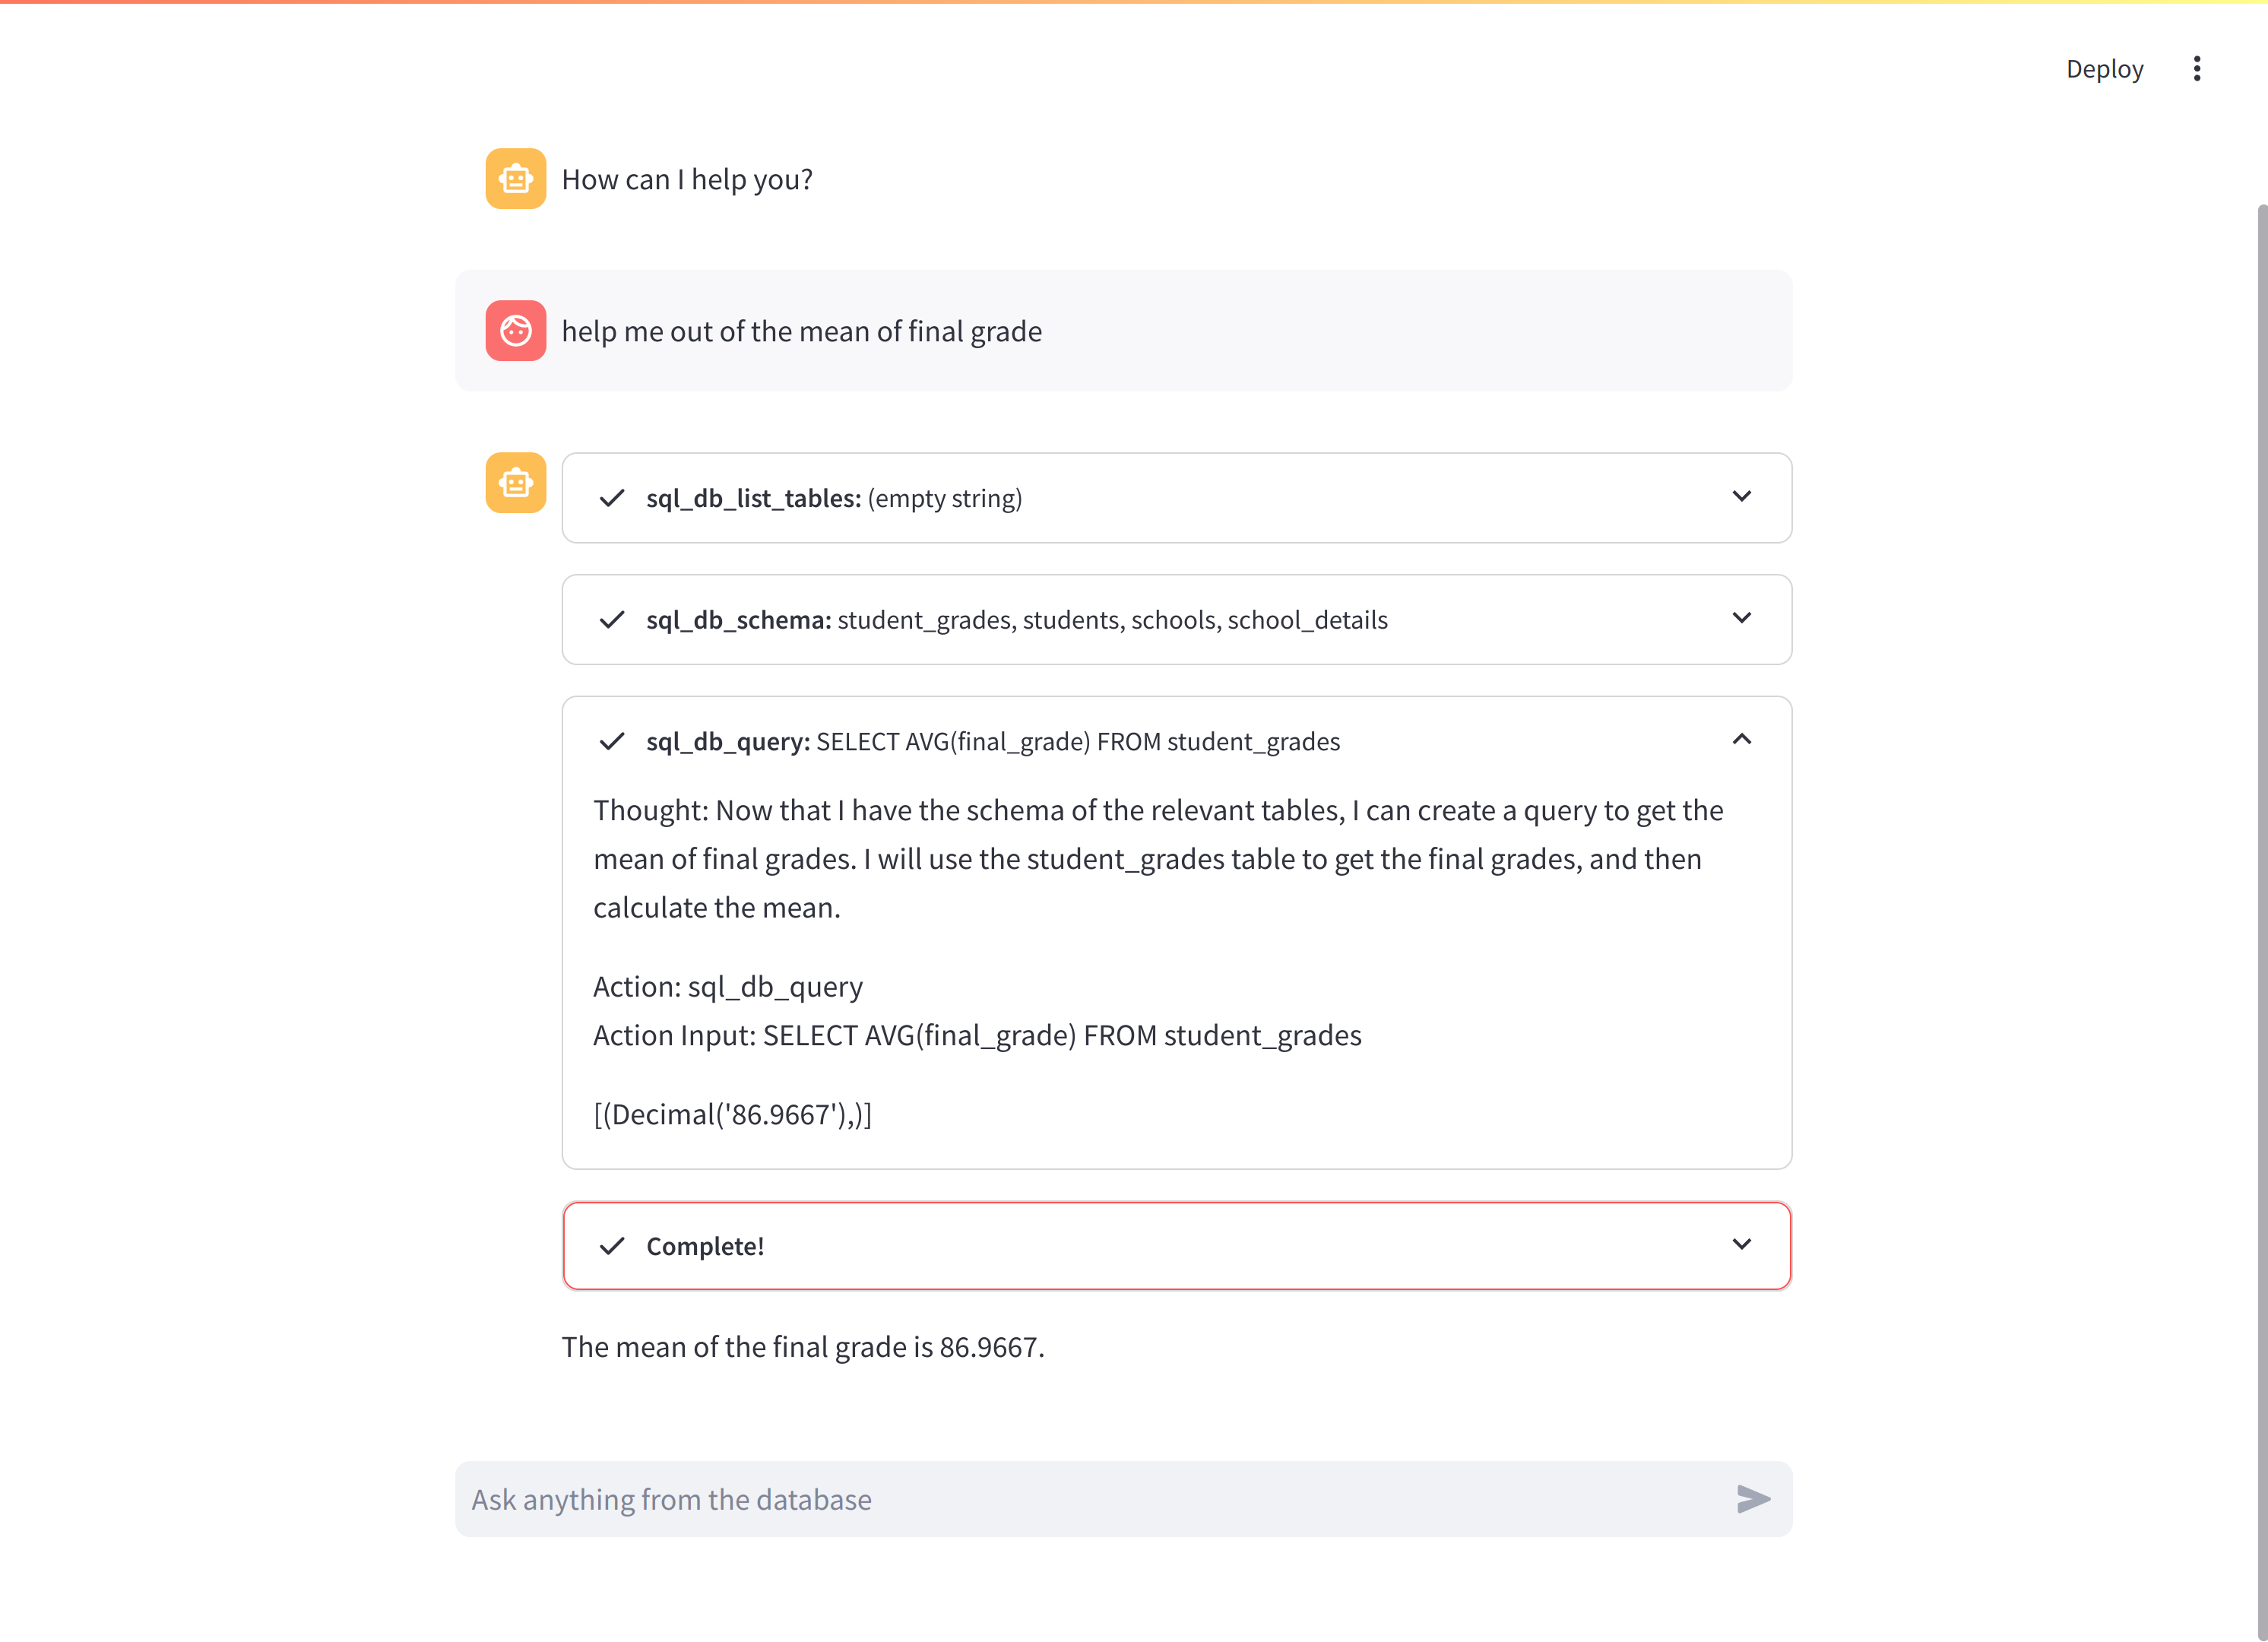 Deploy
How can I help you?
help me out of the mean of final grade
sql_db_list_tables: (empty string)
sql_db_schema: student_grades, students, schools, school_details
sql_db_query: SELECT AVG(final_grade) FROM student_grades
Thought: Now that I have the schema of the relevant tables, I can create a query to get the
mean of final grades. I will use the student_grades table to get the final grades, and then
calculate the mean.
Action: sql_db_query
Action Input: SELECT AVG(final_grade) FROM student_grades
[(Decimal('86.9667'),)]
Complete!
The mean of the final grade is 86.9667.
Ask anything from the database